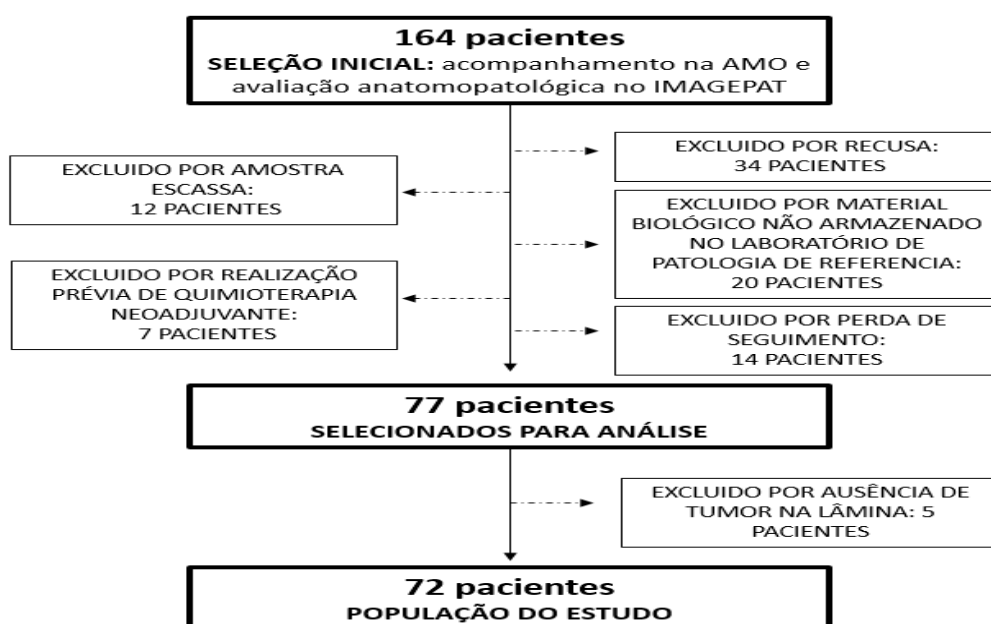 164 pacientes
SELEÇÃO INICIAL: acompanhamento na AMO e
avaliação anatomopatológica no IMAGEPAT
EXCLUIDO POR RECUSA:
34 PACIENTES
EXCLUIDO POR AMOSTRA
ESCASSA:
12 PACIENTES
EXCLUIDO POR MATERIAL
BIOLÓGICO NÃO ARMAZENADO
NO LABORATÓRIO DE
PATOLOGIA DE REFERENCIA:
20 PACIENTES
EXCLUIDO POR REALIZAÇÃO
PRÉVIA DE QUIMIOTERAPIA
NEOADJUVANTE:
7 PACIENTES
EXCLUIDO POR PERDA DE
SEGUIMENTO:
14 PACIENTES
77 pacientes
SELECIONADOS PARA ANÁLISE
EXCLUIDO POR AUSÊNCIA DE
TUMOR NA LÂMINA: 5
PACIENTES
72 pacientes
POPULAÇÃO DO ESTUDO